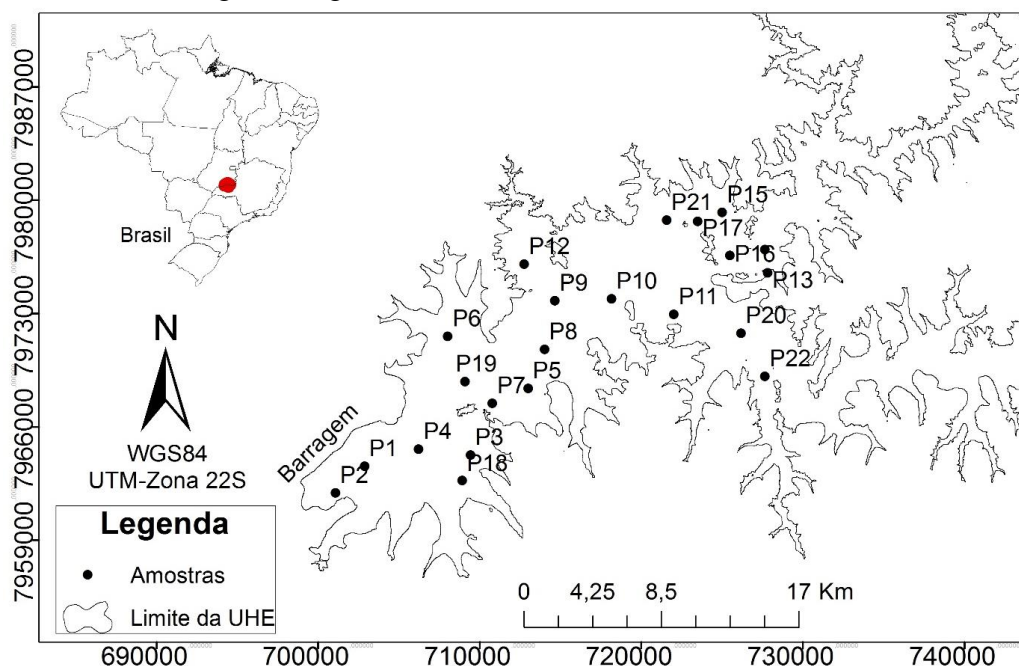 7987000
7980000
7973000
7966000
7959000
Brasil
N
WGS84
UTM-Zona 22S
Legenda
Amostras
Limite da UHE
Barragem
P21
P15
P17
P12
P16
P13
P9
P10
P11
P20
P6
P8
P22
P19
P7
P5
P4
P3
P1
P18
P2
0 4,25 8,5 17 Km
690000 700000 710000 720000 730000 740000